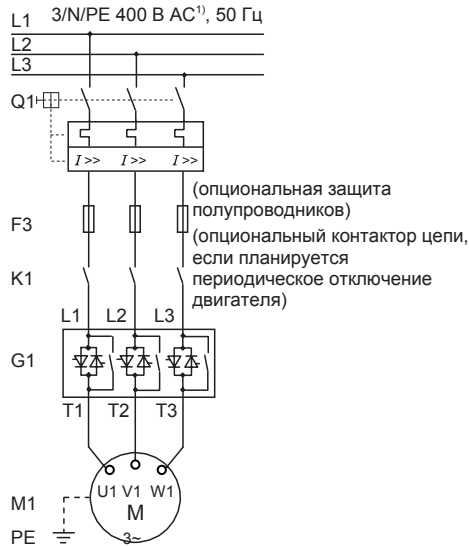 L1 3/N/PE 400 В AC¹⁾, 50 Гц
L2
L3
Q1
I >> I >> I >>
(опциональная защита
полупроводников)
F3
(опциональный контактор цепи,
если планируется
периодическое отключение
двигателя)
K1
L1 L2 L3
G1
T1 T2 T3
U1 V1 W1
M1
M
3~
PE